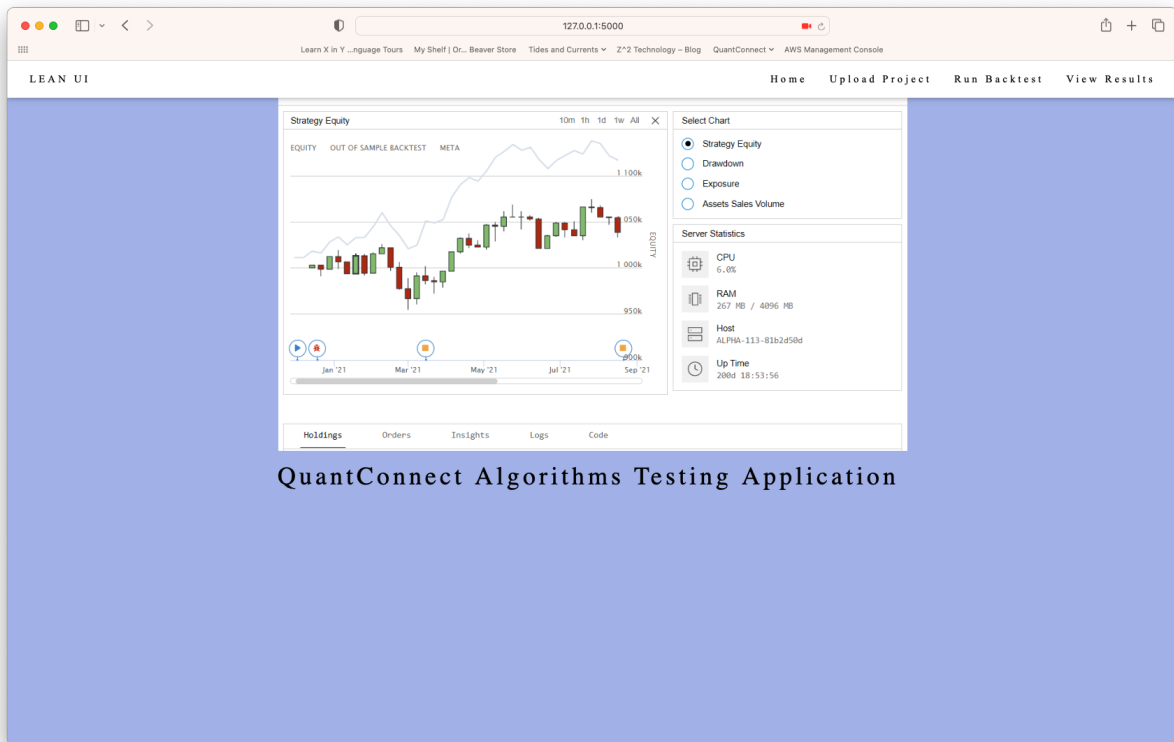 127.0.0.1:5000
Learn X in Y ...nguage Tours My Shelf | Or... Beaver Store Tides and Currents Z^2 Technology – Blog QuantConnect AWS Management Console
LEAN UI Home Upload Project Run Backtest View Results
Strategy Equity 10m 1h 1d 1w All
EQUITY OUT OF SAMPLE BACKTEST META
1 100k
050k
1 000k
950k
900k
EQUITY
Jan '21 Mar '21 May '21 Jul '21 Sep '21
Select Chart
Strategy Equity
Drawdown
Exposure
Assets Sales Volume
Server Statistics
CPU
6.0%
RAM
267 MB / 4096 MB
Host
ALPHA-113-81b2d50d
Up Time
200d 18:53:56
Holdings Orders Insights Logs Code
QuantConnect Algorithms Testing Application